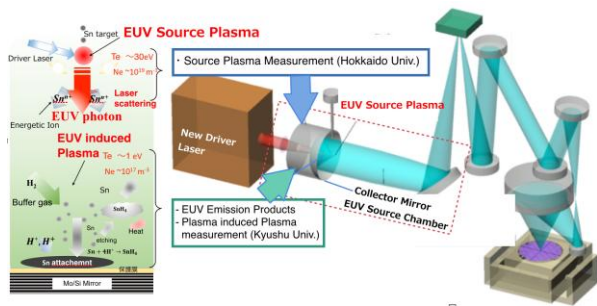 Sn target
EUV Source Plasma
Driver Laser
Te ~30eV
Ne ~10¹⁹ m⁻³
Laser
scattering
Snⁿ⁺
Snⁿ⁺
EUV photon
Energetic Ion
EUV induced
Plasma
Te ~1 eV
Ne ~10¹⁷ m⁻³
H₂
Buffer gas
Sn
SnH₄
Sn
etching
Heat
H⁺, H⁺
Sn + 4H⁺ → SnH₄
Sn attachemnt
保護膜
Mo/Si Mirror
· Source Plasma Measurement (Hokkaido Univ.)
EUV Source Plasma
New Driver
Laser
Collector Mirror
EUV Source Chamber
- EUV Emission Products
- Plasma induced Plasma
measurement (Kyushu Univ.)